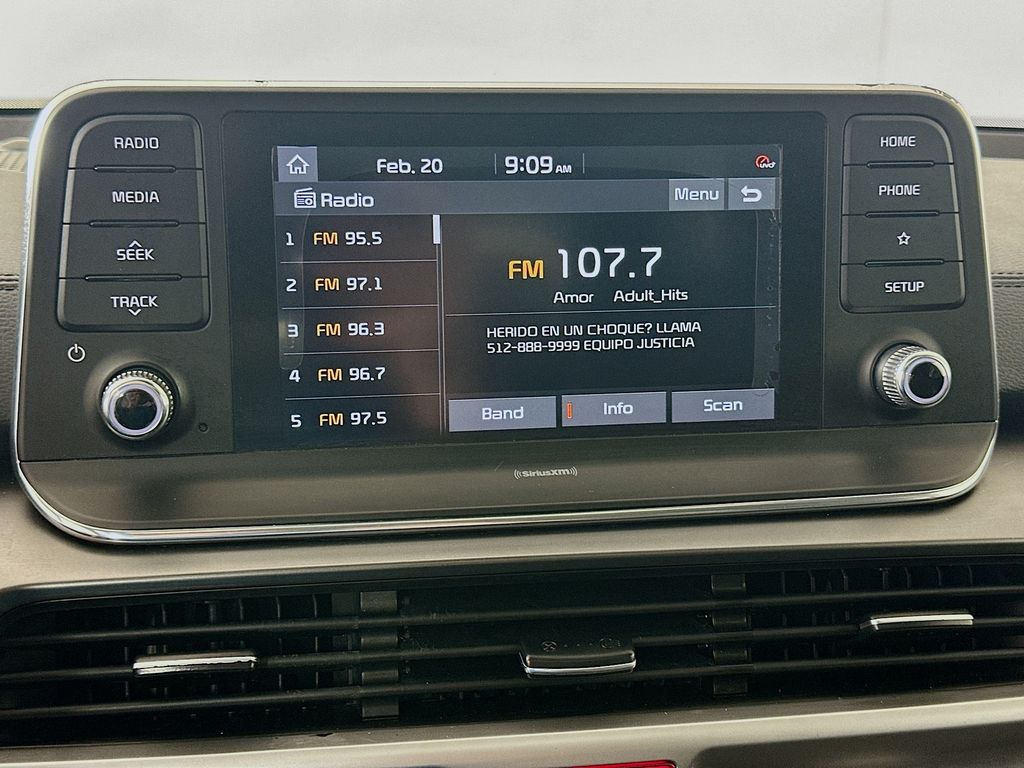 RADIO
MEDIA
SEEK
TRACK
Feb. 20 9:09 AM
UVO
Radio
Menu
1 FM 95.5
2 FM 97.1
3 FM 96.3
4 FM 96.7
5 FM 97.5
FM 107.7
Amor Adult_Hits
HERIDO EN UN CHOQUE? LLAMA
512-888-9999 EQUIPO JUSTICIA
Band
Info
Scan
HOME
PHONE
SETUP
((SiriusXM))